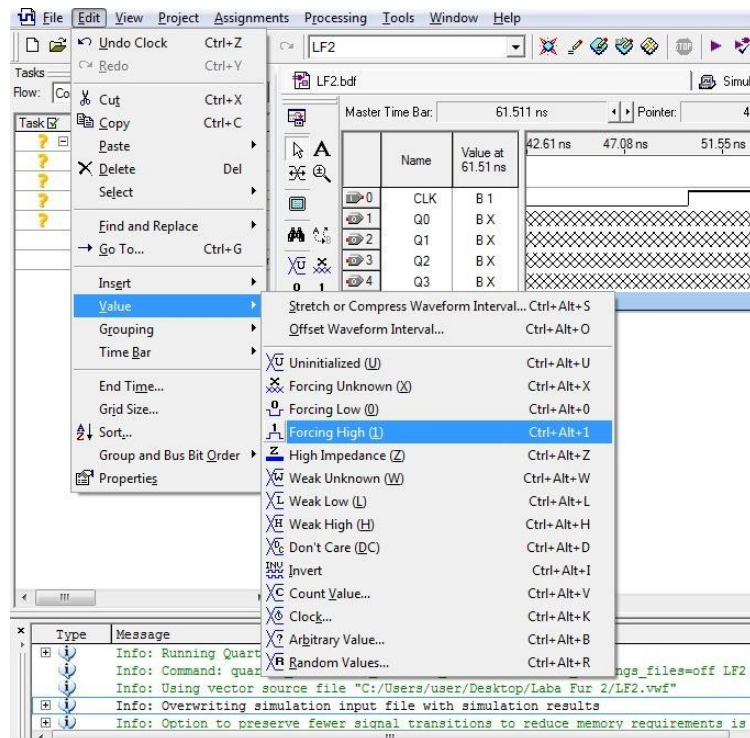 File Edit View Project Assignments Processing Tools Window Help
Undo Clock Ctrl+Z
Redo Ctrl+Y
Cut Ctrl+X
Copy Ctrl+C
Paste
Delete Del
Select
Find and Replace
Go To... Ctrl+G
Insert
Value
Grouping
Time Bar
End Time...
Grid Size...
Sort...
Group and Bus Bit Order
Properties
LF2
STOP
Tasks
Flow: Co
Task
LF2.bdf
Simul
Master Time Bar: 61.511 ns Pointer: 4
Name Value at 61.51 ns 42.61 ns 47.08 ns 51.55 ns
0 CLK B 1
1 Q0 B X
2 Q1 B X
3 Q2 B X
4 Q3 B X
Stretch or Compress Waveform Interval... Ctrl+Alt+S
Offset Waveform Interval... Ctrl+Alt+O
Uninitialized (U) Ctrl+Alt+U
Forcing Unknown (X) Ctrl+Alt+X
Forcing Low (0) Ctrl+Alt+0
Forcing High (1) Ctrl+Alt+1
High Impedance (Z) Ctrl+Alt+Z
Weak Unknown (W) Ctrl+Alt+W
Weak Low (L) Ctrl+Alt+L
Weak High (H) Ctrl+Alt+H
Don't Care (DC) Ctrl+Alt+D
Invert Ctrl+Alt+I
Count Value... Ctrl+Alt+V
Clock... Ctrl+Alt+K
Arbitrary Value... Ctrl+Alt+B
Random Values... Ctrl+Alt+R
Type Message
Info: Running Quart
Info: Command: quar ngs_files=off LF2
Info: Using vector source file "C:/Users/user/Desktop/Laba Fur 2/LF2.vwf"
Info: Overwriting simulation input file with simulation results
Info: Option to preserve fewer signal transitions to reduce memory requirements is